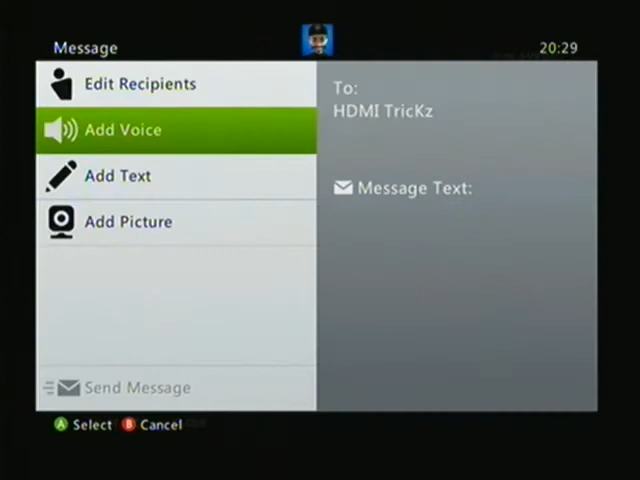 Message
20:29
Edit Recipients
Add Voice
Add Text
Add Picture
Send Message
To:
HDMI TricKz
Message Text:
A Select B Cancel